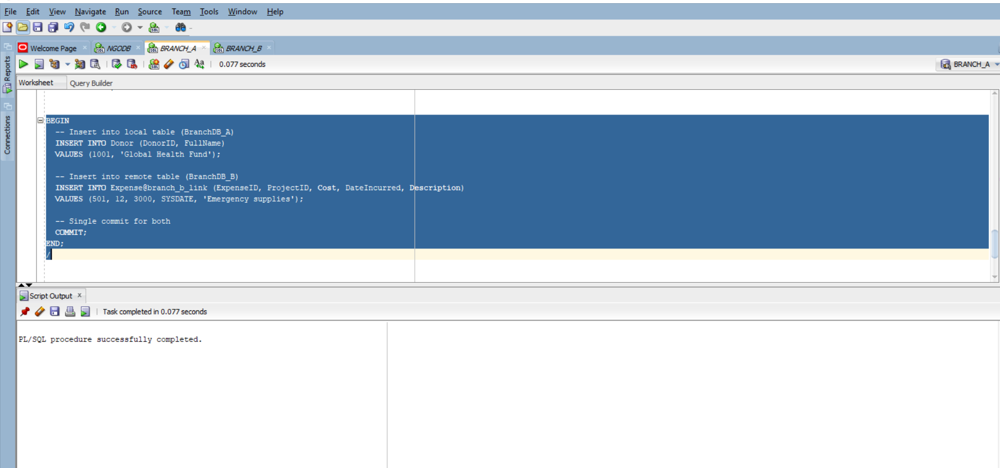 File Edit View Navigate Run Source Team Tools Window Help
Welcome Page NGODB BRANCH_A BRANCH_B
0.077 seconds
BRANCH_A
Reports
Connections
Worksheet Query Builder
BEGIN
-- Insert into local table (BranchDB_A)
INSERT INTO Donor (DonorID, FullName)
VALUES (1001, 'Global Health Fund');
-- Insert into remote table (BranchDB_B)
INSERT INTO Expense@branch_b_link (ExpenseID, ProjectID, Cost, DateIncurred, Description)
VALUES (501, 12, 3000, SYSDATE, 'Emergency supplies');
-- Single commit for both
COMMIT;
END;
/
Script Output x
Task completed in 0.077 seconds
PL/SQL procedure successfully completed.